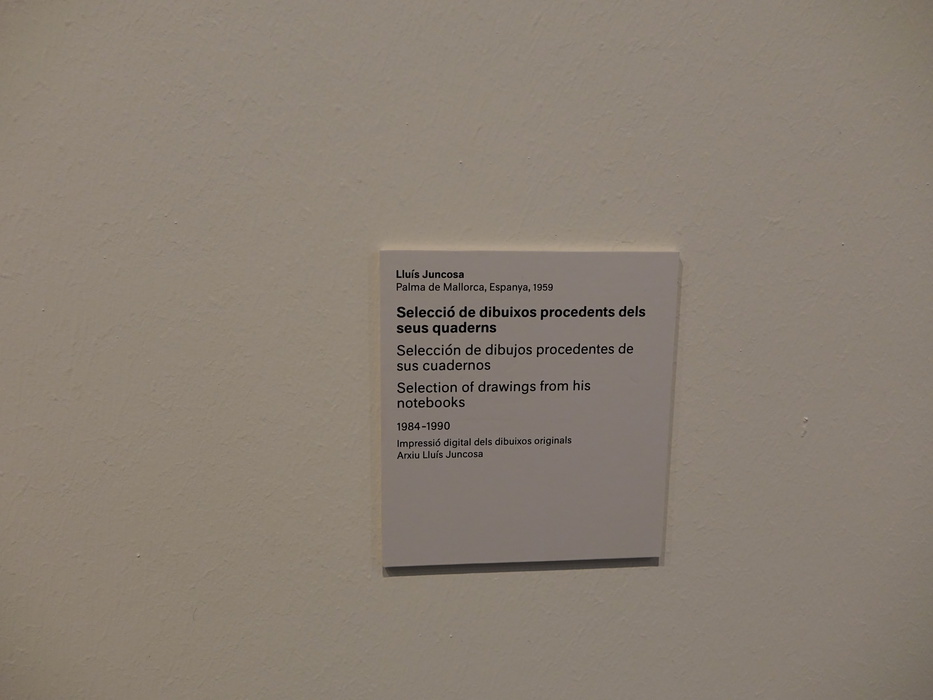 Lluís Juncosa
Palma de Mallorca, Espanya, 1959
Selecció de dibuixos procedents dels
seus quaderns
Selección de dibujos procedentes de
sus cuadernos
Selection of drawings from his
notebooks
1984–1990
Impressió digital dels dibuixos originals
Arxiu Lluís Juncosa